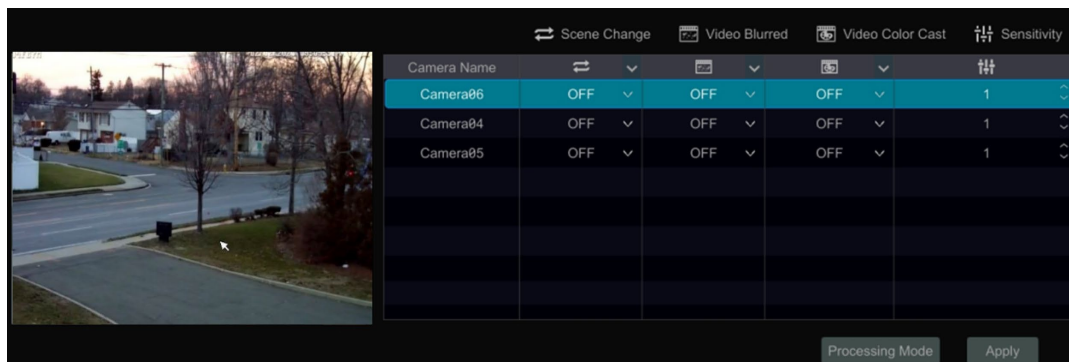 Scene Change Video Blurred Video Color Cast Sensitivity
Camera Name
Camera06 OFF OFF OFF 1
Camera04 OFF OFF OFF 1
Camera05 OFF OFF OFF 1
Processing Mode Apply